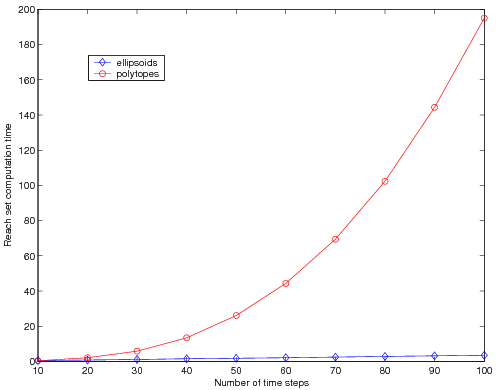 200
180
160
140
120
100
80
60
40
20
0
ellipsoids
polytopes
Reach set computation time
10 20 30 40 50 60 70 80 90 100
Number of time steps